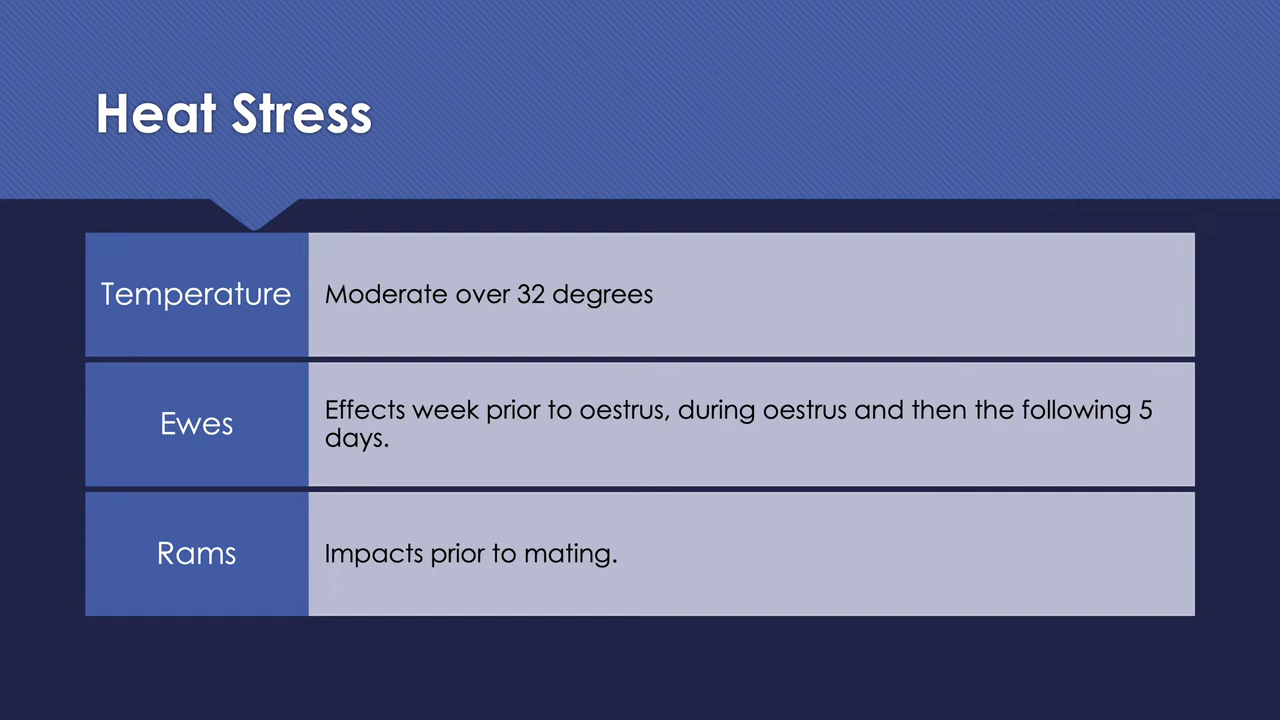 Heat Stress
Temperature
Moderate over 32 degrees
Ewes
Effects week prior to oestrus, during oestrus and then the following 5
days.
Rams
Impacts prior to mating.